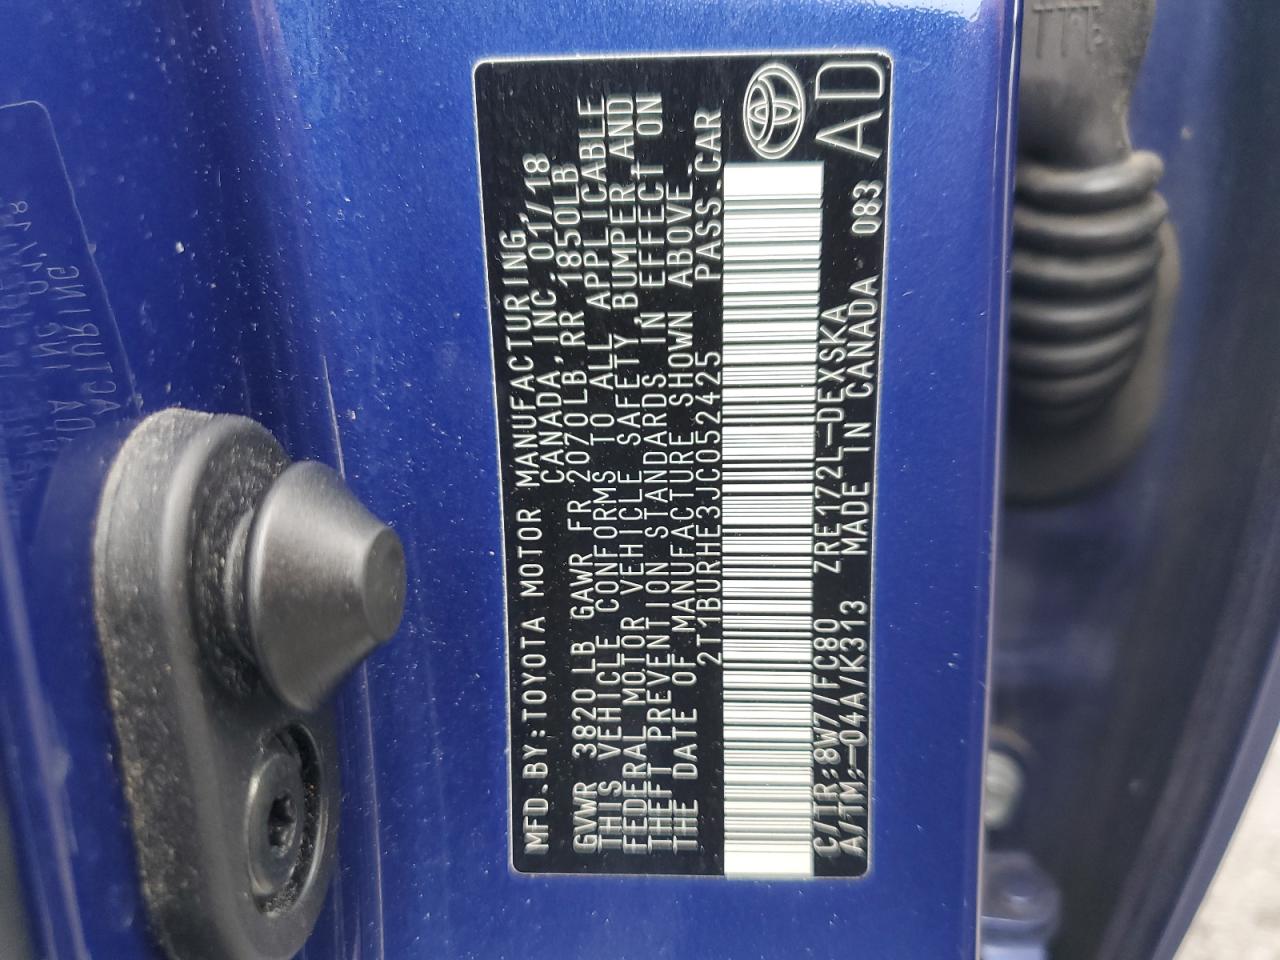 MFD.BY:TOYOTA MOTOR MANUFACTURING,
CANADA,INC. 01/18
GVWR 3820 LB GAWR FR 2070LB,RR 1850LB
THIS VEHICLE CONFORMS TO ALL APPLICABLE
FEDERAL MOTOR VEHICLE SAFETY,BUMPER,AND
THEFT PREVENTION STANDARDS IN EFFECT ON
THE DATE OF MANUFACTURE SHOWN ABOVE.
2T1BURHE3JC052425 PASS.CAR
C/TR:8W7/FC80 ZRE172L-DEXSKA
A/TM:-04A/K313 MADE IN CANADA 083
AD